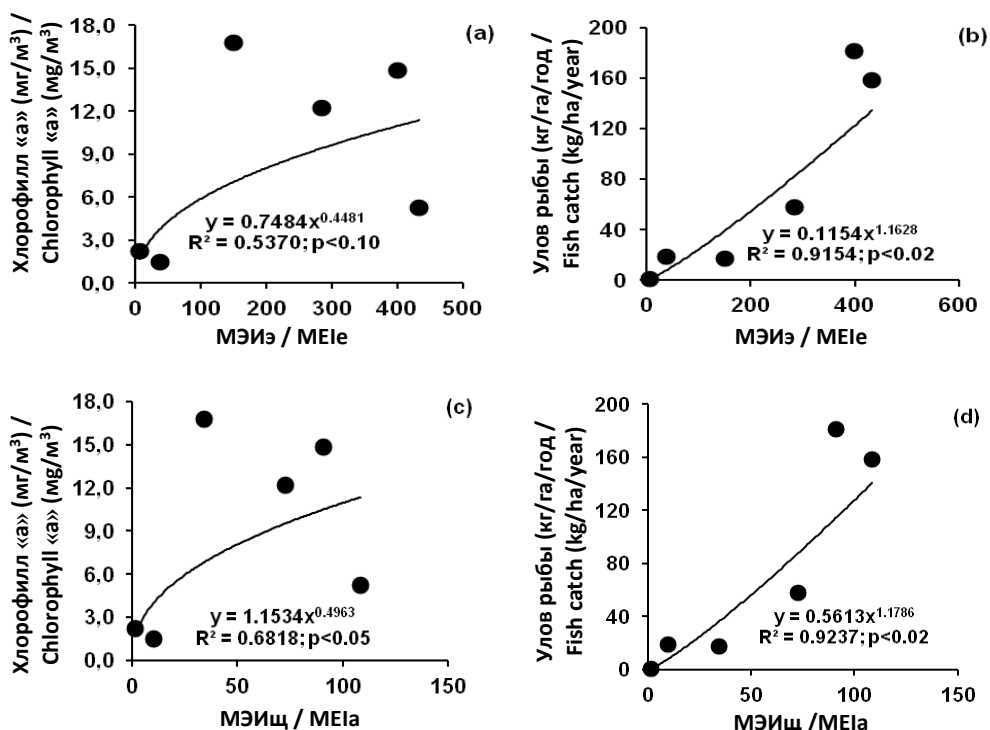 Хлорофилл «а» (мг/м³) /
Chlorophyll «a» (mg/m³)
18,0
15,0
12,0
9,0
6,0
3,0
0,0
(a)
y = 0.7484x^0.4481
R² = 0.5370; p<0.10
0 100 200 300 400 500
МЭИэ / MEIe
Улов рыбы (кг/га/год /
Fish catch (kg/ha/year)
200
160
120
80
40
0
(b)
y = 0.1154x^1.1628
R² = 0.9154; p<0.02
0 200 400 600
МЭИэ / MEIe
Хлорофилл «а» (мг/м³) /
Chlorophyll «a» (mg/m³)
18,0
15,0
12,0
9,0
6,0
3,0
0,0
(c)
y = 1.1534x^0.4963
R² = 0.6818; p<0.05
0 50 100 150
МЭИщ / MEIa
Улов рыбы (кг/га/год /
Fish catch (kg/ha/year)
200
160
120
80
40
0
(d)
y = 0.5613x^1.1786
R² = 0.9237; p<0.02
0 50 100 150
МЭИщ /MEIa